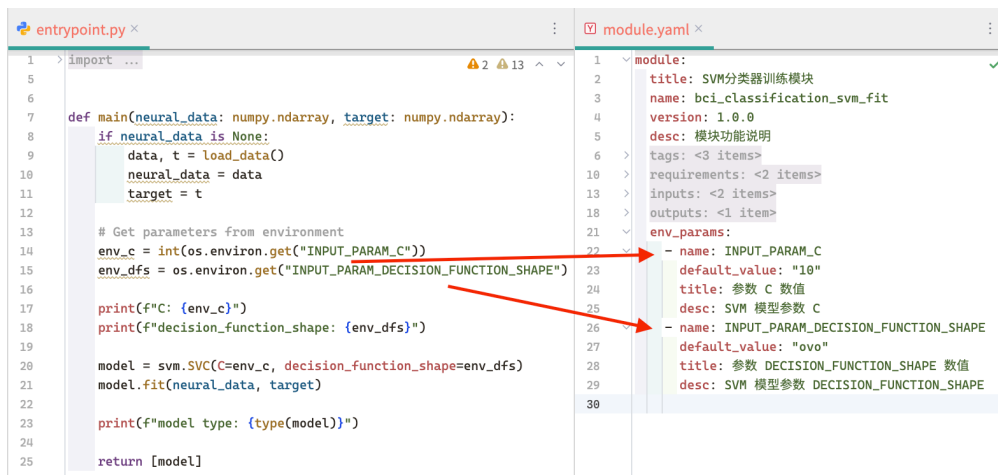 entrypoint.py ×
1 import ...
2 13
5
6
7 def main(neural_data: numpy.ndarray, target: numpy.ndarray):
8 if neural_data is None:
9 data, t = load_data()
10 neural_data = data
11 target = t
12
13 # Get parameters from environment
14 env_c = int(os.environ.get("INPUT_PARAM_C"))
15 env_dfs = os.environ.get("INPUT_PARAM_DECISION_FUNCTION_SHAPE")
16
17 print(f"C: {env_c}")
18 print(f"decision_function_shape: {env_dfs}")
19
20 model = svm.SVC(C=env_c, decision_function_shape=env_dfs)
21 model.fit(neural_data, target)
22
23 print(f"model type: {type(model)}")
24
25 return [model]
module.yaml ×
1 module:
2 title: SVM分类器训练模块
3 name: bci_classification_svm_fit
4 version: 1.0.0
5 desc: 模块功能说明
6 tags: <3 items>
10 requirements: <2 items>
13 inputs: <2 items>
18 outputs: <1 item>
21 env_params:
22 - name: INPUT_PARAM_C
23 default_value: "10"
24 title: 参数 C 数值
25 desc: SVM 模型参数 C
26 - name: INPUT_PARAM_DECISION_FUNCTION_SHAPE
27 default_value: "ovo"
28 title: 参数 DECISION_FUNCTION_SHAPE 数值
29 desc: SVM 模型参数 DECISION_FUNCTION_SHAPE
30